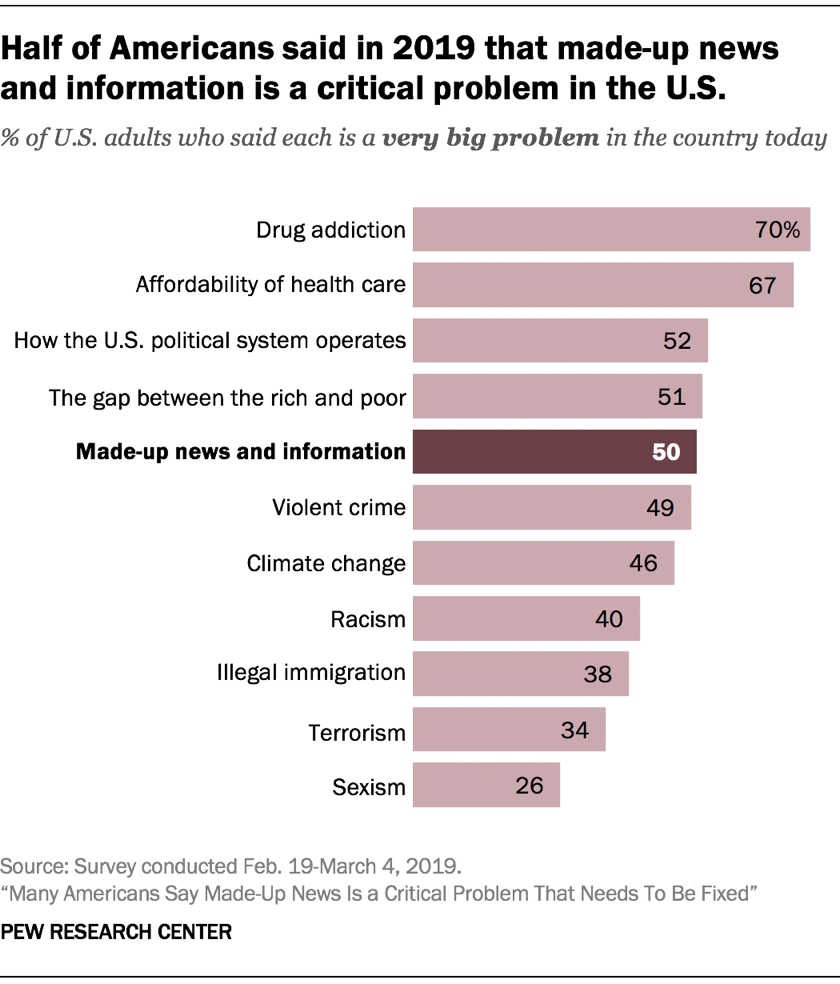 Half of Americans said in 2019 that made-up news
and information is a critical problem in the U.S.
% of U.S. adults who said each is a very big problem in the country today
Drug addiction 70%
Affordability of health care 67
How the U.S. political system operates 52
The gap between the rich and poor 51
Made-up news and information 50
Violent crime 49
Climate change 46
Racism 40
Illegal immigration 38
Terrorism 34
Sexism 26
Source: Survey conducted Feb. 19-March 4, 2019.
“Many Americans Say Made-Up News Is a Critical Problem That Needs To Be Fixed”
PEW RESEARCH CENTER